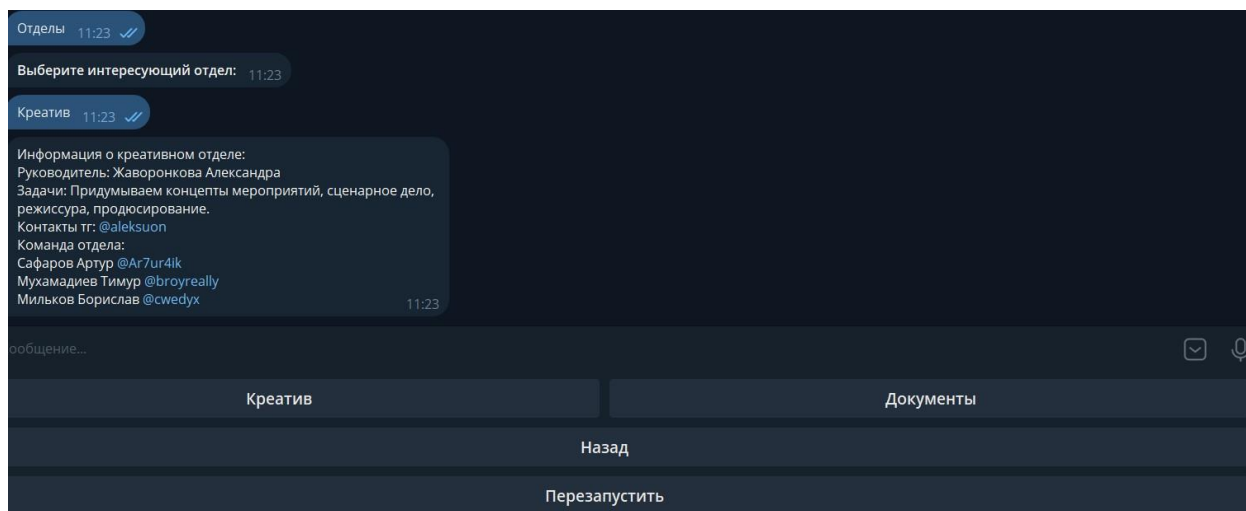 Отделы 11:23
Выберите интересующий отдел: 11:23
Креатив 11:23
Информация о креативном отделе:
Руководитель: Жаворонкова Александра
Задачи: Придумываем концепты мероприятий, сценарное дело,
режиссура, продюсирование.
Контакты тг: @aleksuon
Команда отдела:
Сафаров Артур @Ar7ur4ik
Мухамадиев Тимур @broyreally
Мильков Борислав @cwedyx 11:23
ообщение...
Креатив Документы
Назад
Перезапустить